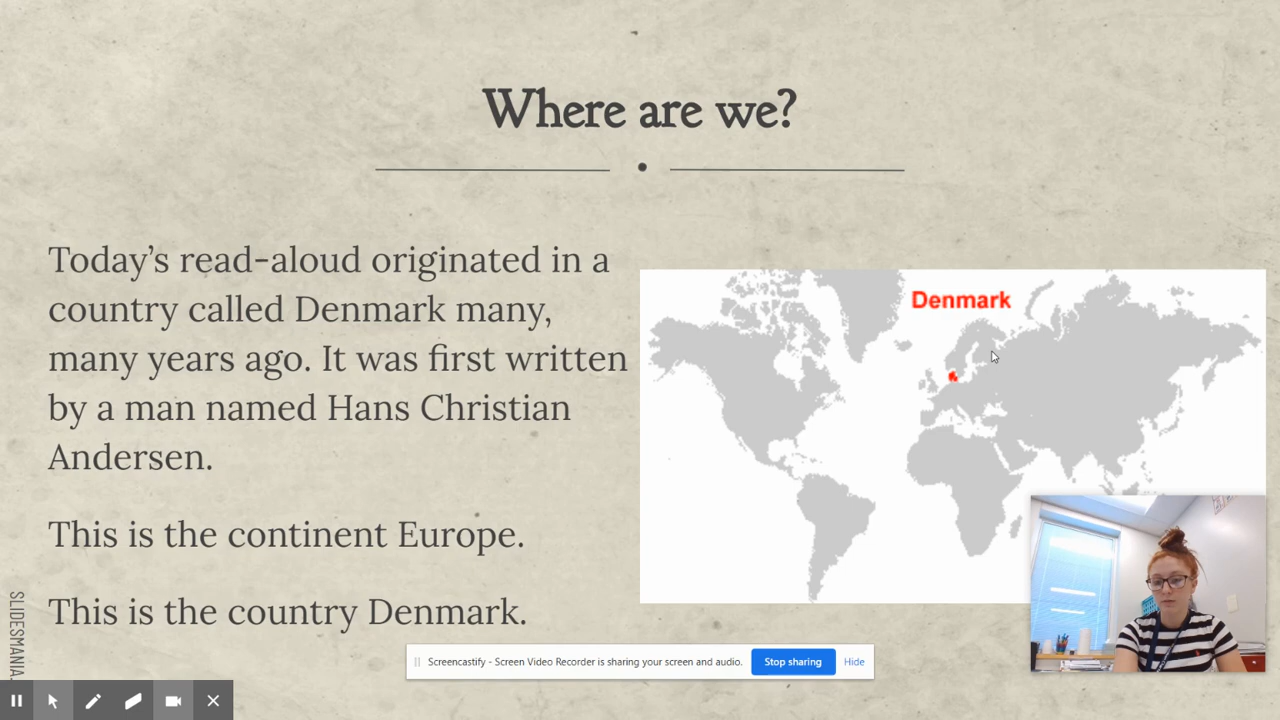 Where are we?
Today's read-aloud originated in a
country called Denmark many,
many years ago. It was first written
by a man named Hans Christian
Andersen.
This is the continent Europe.
This is the country Denmark.
Denmark
SLIDESMANIA.
Screencastify - Screen Video Recorder is sharing your screen and audio.
Stop sharing
Hide